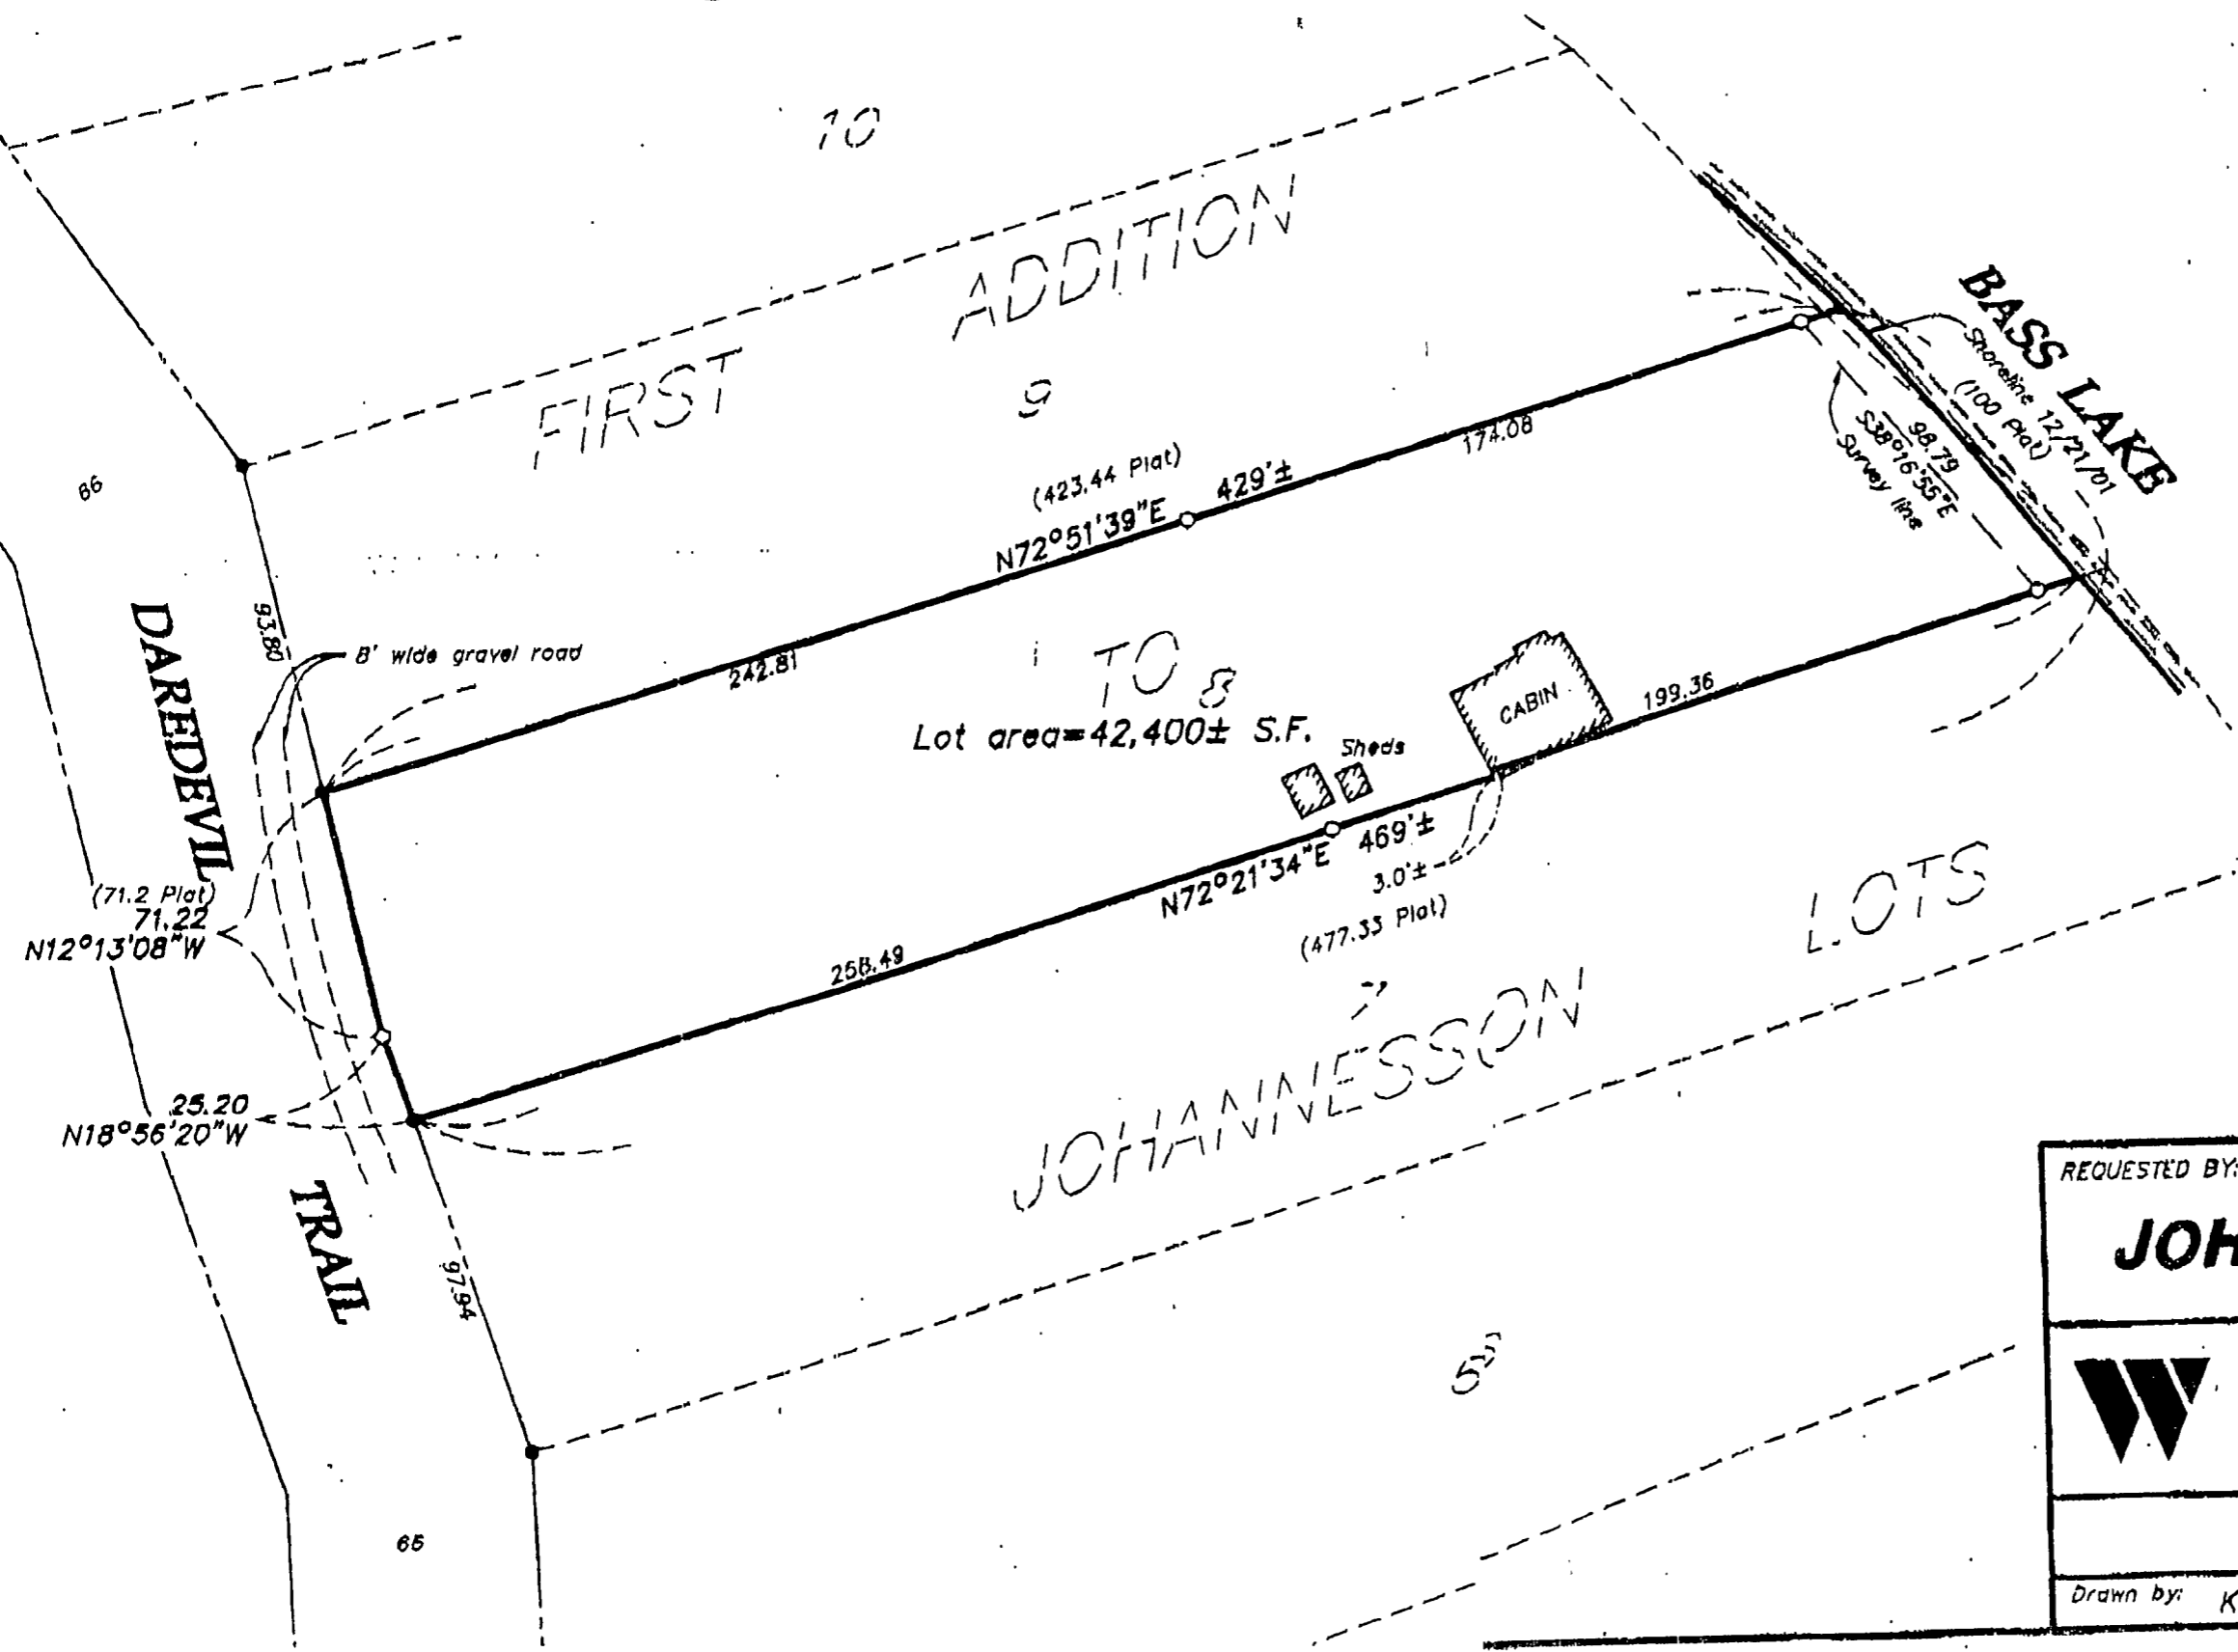 10
FIRST ADDITION
9
66
93.80
8' wide gravel road
DAREDEVIL
TRAIL
(71.2 Plat)
71.22
N12°13'08"W
25.20
N18°56'20"W
97.94
66
242.81
(423.44 Plat)
N72°51'39"E 429'±
174.08
BASS LAKE
Shoreline 12/21/01
(100 Plat)
98.79
S38°16'55"E
Survey line
TO 8
Lot area=42,400± S.F.
Sheds
CABIN
199.36
258.49
N72°21'34"E 469'±
3.0'±
(477.33 Plat)
7
JOHANNESSON LOTS
REQUESTED BY:
JOH
W
Drawn by: K